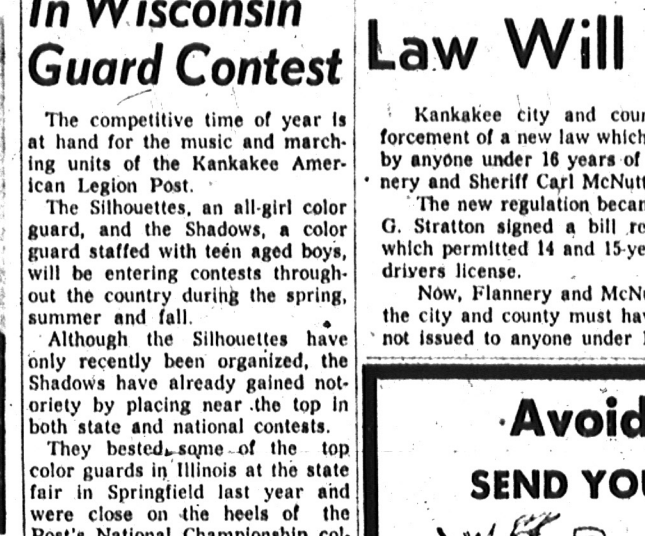 In Wisconsin
Guard Contest
The competitive time of year is
at hand for the music and march-
ing units of the Kankakee Amer-
ican Legion Post.
The Silhouettes, an all-girl color
guard, and the Shadows, a color
guard staffed with teen aged boys,
will be entering contests through-
out the country during the spring,
summer and fall.
Although the Silhouettes have
only recently been organized, the
Shadows have already gained not-
oriety by placing near the top in
both state and national contests.
They bested some of the top
color guards in Illinois at the state
fair in Springfield last year and
were close on the heels of the
Post's National Championship col-
Law Will
Kankakee city and coun
forcement of a new law which
by anyone under 16 years of
nery and Sheriff Carl McNutt
The new regulation becam
G. Stratton signed a bill re
which permitted 14 and 15-ye
drivers license.
Now, Flannery and McNu
the city and county must hav
not issued to anyone under 1
Avoid
SEND YOU